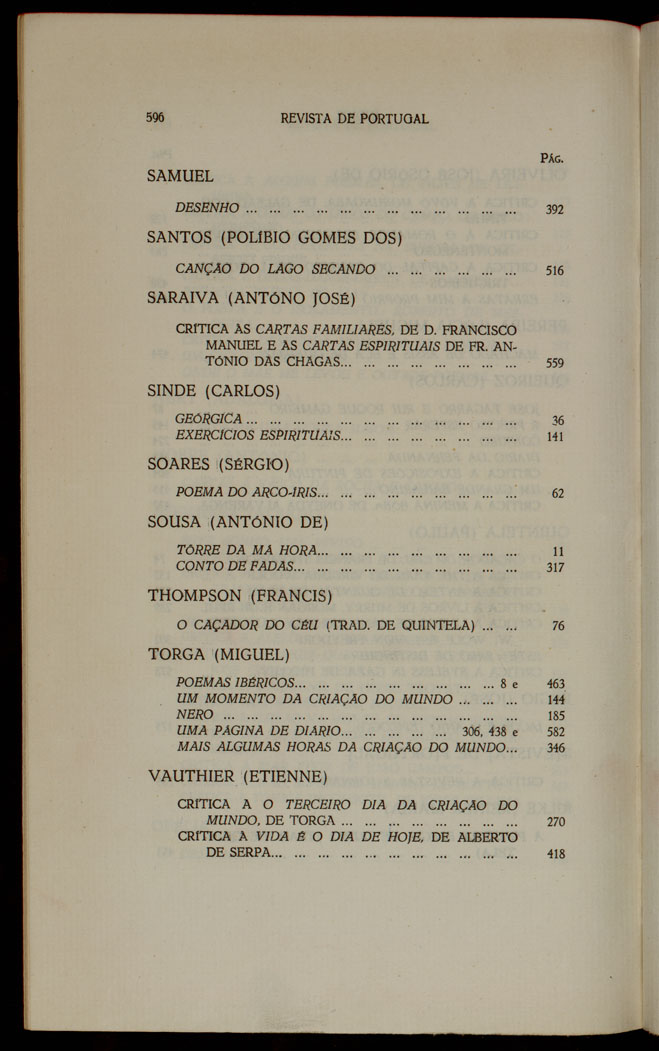 596 REVISTA DE PORTUGAL
PÁG.
SAMUEL
DESENHO ... ... ... ... ... ... ... ... ... ... ... ... 392
SANTOS (POLÍBIO GOMES DOS)
CANÇÃO DO LAGO SECANDO ... ... ... ... ... ... 516
SARAIVA (ANTÓNO JOSÉ)
CRÍTICA ÀS CARTAS FAMILIARES, DE D. FRANCISCO
MANUEL E AS CARTAS ESPIRITUAIS DE FR. AN-
TÓNIO DAS CHAGAS... ... ... ... ... ... ... ... 559
SINDE (CARLOS)
GEÓRGICA ... ... ... ... ... ... ... ... ... ... ... ... 36
EXERCÍCIOS ESPIRITUAIS... ... ... ... ... ... ... ... 141
SOARES (SÉRGIO)
POEMA DO ARCO-ÍRIS... ... ... ... ... ... ... ... ... 62
SOUSA (ANTÓNIO DE)
TÔRRE DA MÁ HORA... ... ... ... ... ... ... ... ... 11
CONTO DE FADAS... ... ... ... ... ... ... ... ... ... 317
THOMPSON (FRANCIS)
O CAÇADOR DO CÉU (TRAD. DE QUINTELA) ... ... 76
TORGA (MIGUEL)
POEMAS IBÉRICOS... ... ... ... ... ... ... ... ... 8 e 463
UM MOMENTO DA CRIAÇÃO DO MUNDO ... ... ... 144
NERO ... ... ... ... ... ... ... ... ... ... ... ... ... 185
UMA PÁGINA DE DIÁRIO... ... ... ... ... 306, 438 e 582
MAIS ALGUMAS HORAS DA CRIAÇÃO DO MUNDO... 346
VAUTHIER (ETIENNE)
CRÍTICA A O TERCEIRO DIA DA CRIAÇÃO DO
MUNDO, DE TORGA ... ... ... ... ... ... ... ... 270
CRÍTICA A VIDA É O DIA DE HOJE, DE ALBERTO
DE SERPA... ... ... ... ... ... ... ... ... ... ... 418